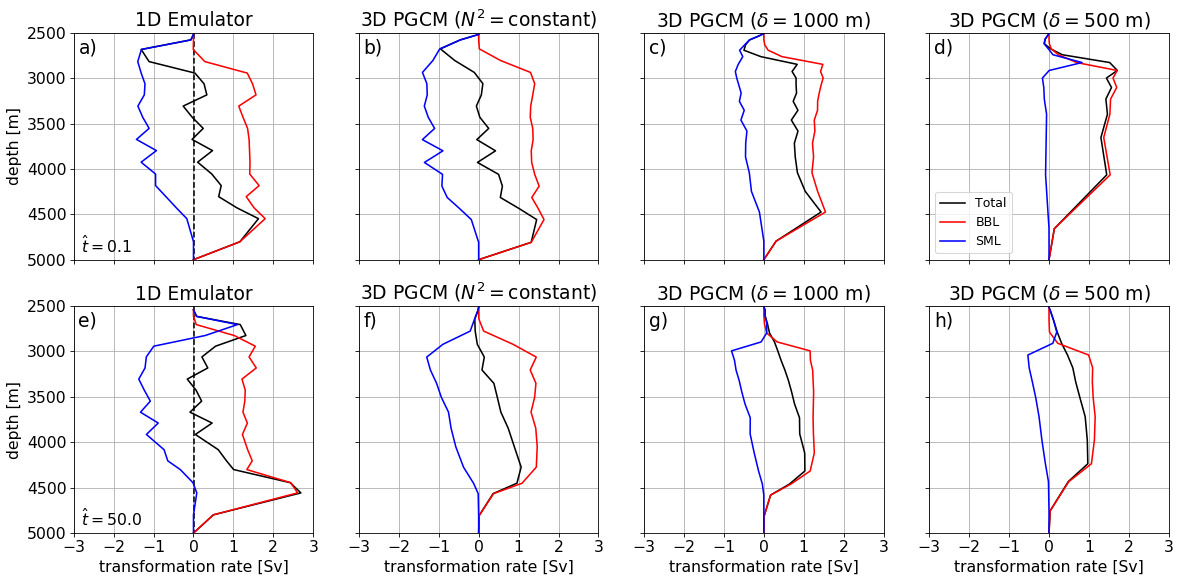 1D Emulator
3D PGCM (N² = constant)
3D PGCM (δ = 1000 m)
3D PGCM (δ = 500 m)
a)
b)
c)
d)
2500
3000
3500
4000
4500
5000
depth [m]
t̂ = 0.1
Total
BBL
SML
1D Emulator
3D PGCM (N² = constant)
3D PGCM (δ = 1000 m)
3D PGCM (δ = 500 m)
e)
f)
g)
h)
2500
3000
3500
4000
4500
5000
depth [m]
t̂ = 50.0
−3 −2 −1 0 1 2 3
−3 −2 −1 0 1 2 3
−3 −2 −1 0 1 2 3
−3 −2 −1 0 1 2 3
transformation rate [Sv]
transformation rate [Sv]
transformation rate [Sv]
transformation rate [Sv]